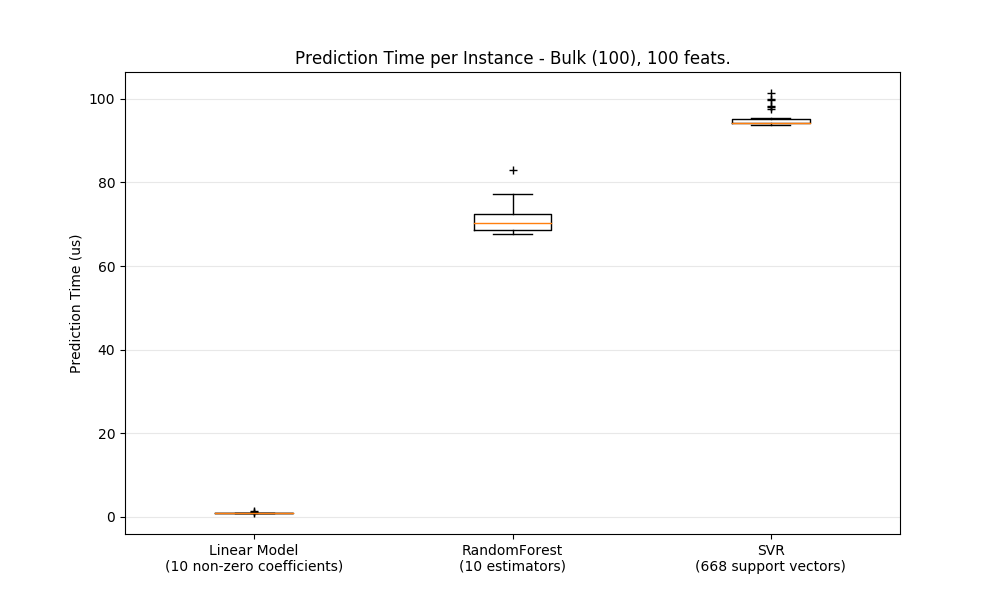 Prediction Time per Instance - Bulk (100), 100 feats.
Prediction Time (us)
100
80
60
40
20
0
Linear Model
(10 non-zero coefficients)
RandomForest
(10 estimators)
SVR
(668 support vectors)